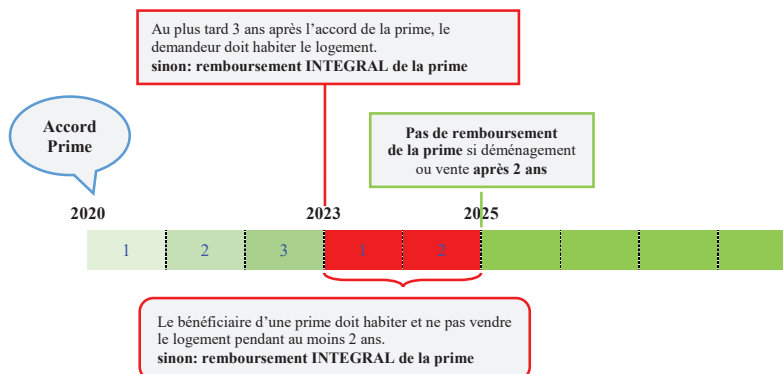 Au plus tard 3 ans après l’accord de la prime, le
demandeur doit habiter le logement.
sinon: remboursement INTEGRAL de la prime
Accord
Prime
Pas de remboursement
de la prime si déménagement
ou vente après 2 ans
2020
2023
2025
1
2
3
1
2
Le bénéficiaire d’une prime doit habiter et ne pas vendre
le logement pendant au moins 2 ans.
sinon: remboursement INTEGRAL de la prime